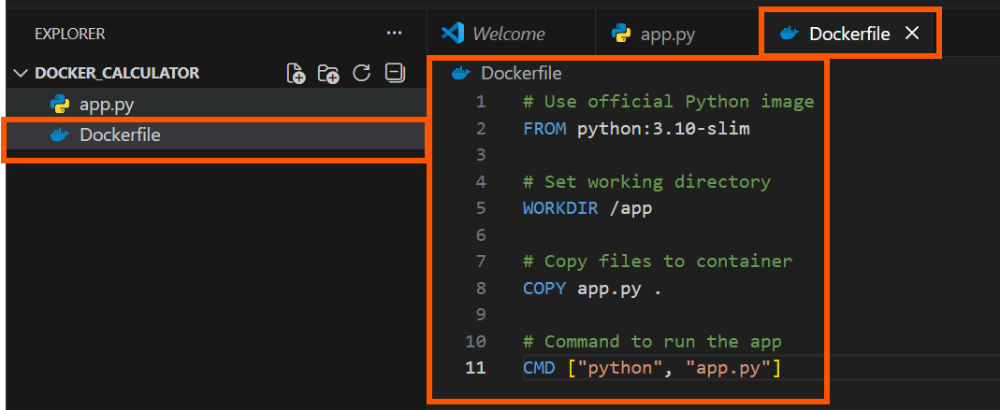 EXPLORER
...
DOCKER_CALCULATOR
app.py
Dockerfile
Welcome
app.py
Dockerfile
Dockerfile
1 # Use official Python image
2 FROM python:3.10-slim
3
4 # Set working directory
5 WORKDIR /app
6
7 # Copy files to container
8 COPY app.py .
9
10 # Command to run the app
11 CMD ["python", "app.py"]